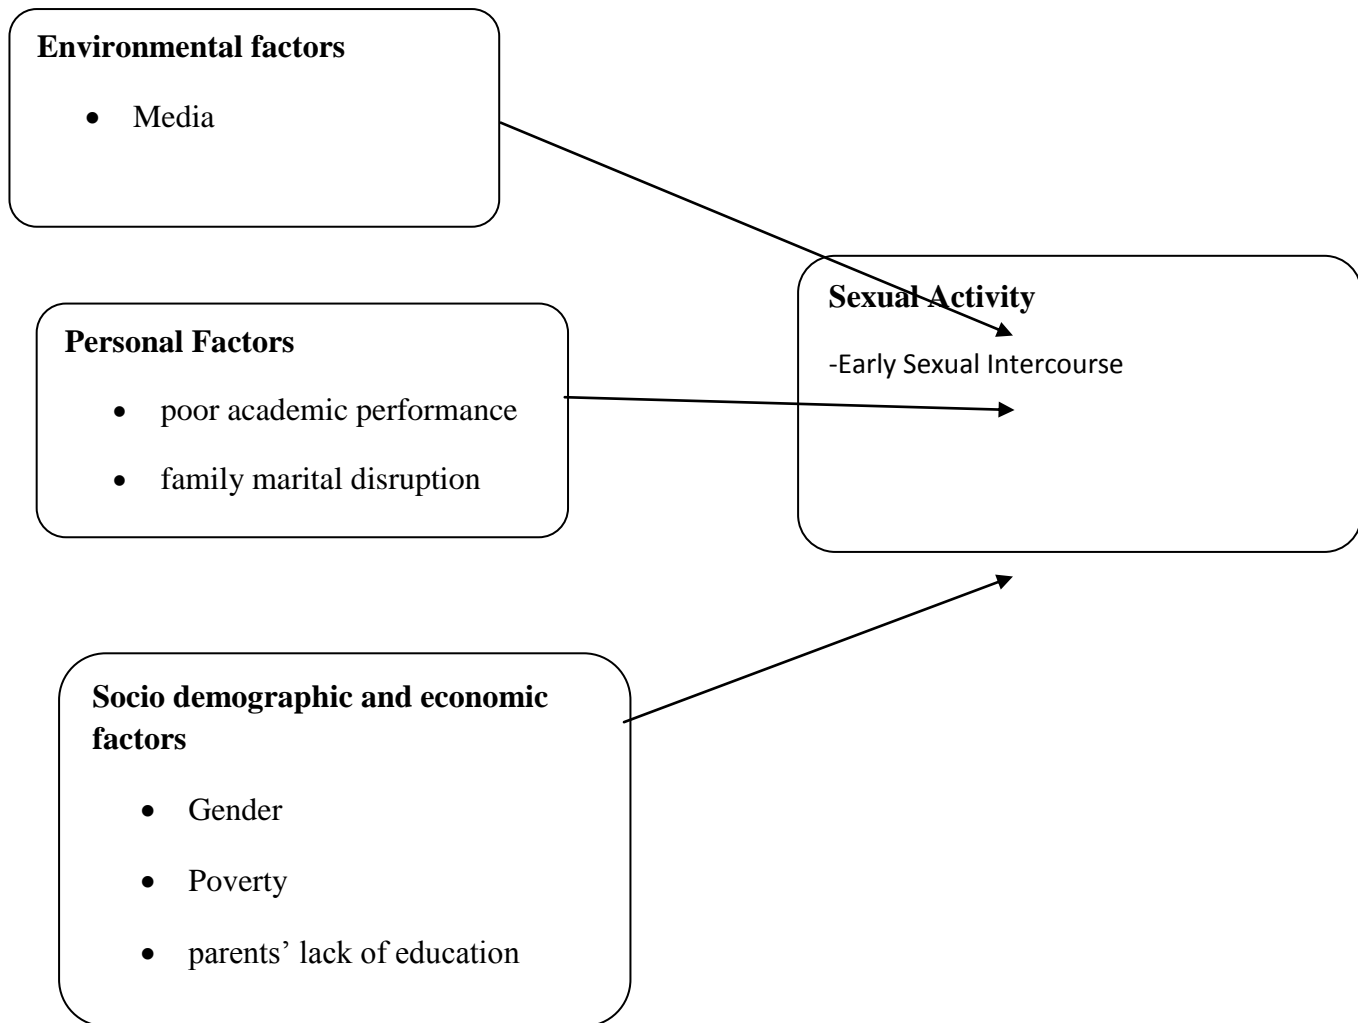 Environmental factors
• Media
Personal Factors
• poor academic performance
• family marital disruption
Sexual Activity
-Early Sexual Intercourse
Socio demographic and economic
factors
• Gender
• Poverty
• parents’ lack of education